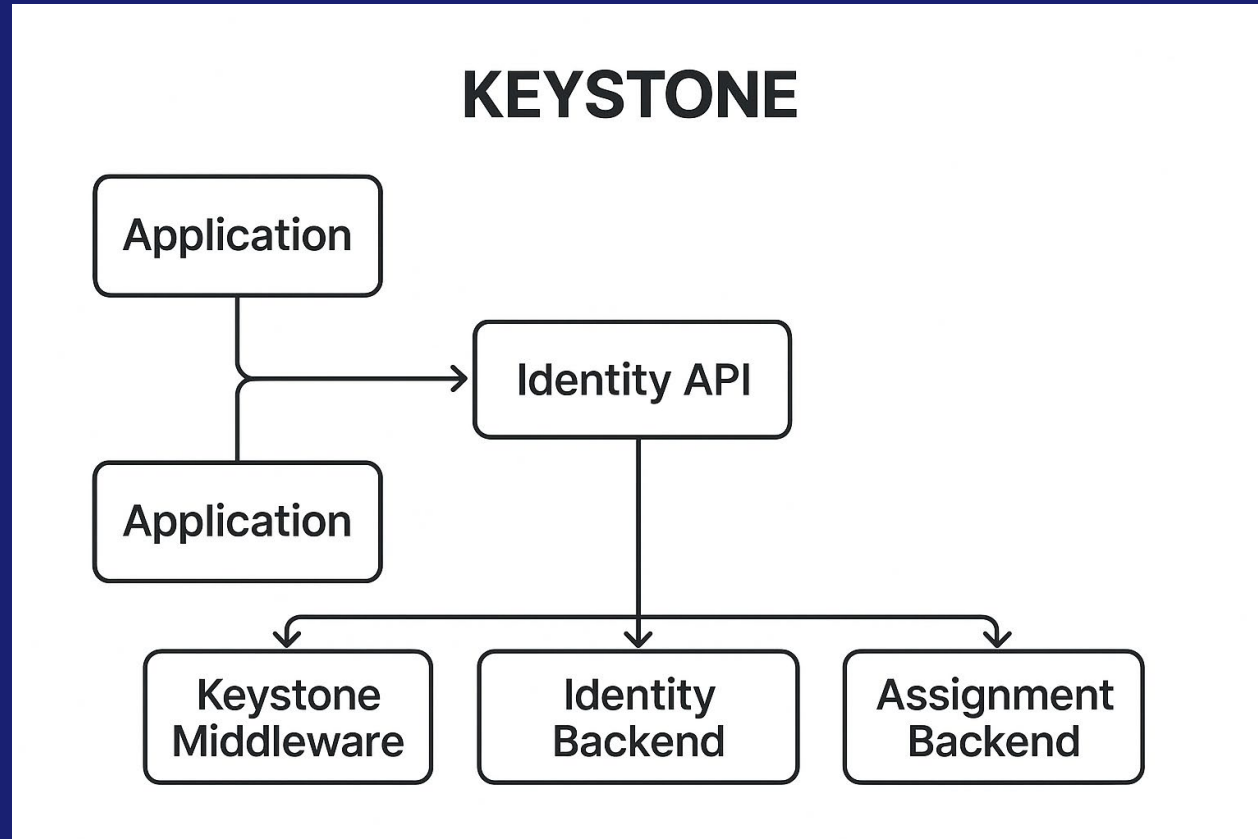 KEYSTONE
Application
Identity API
Application
Keystone
Middleware
Identity
Backend
Assignment
Backend